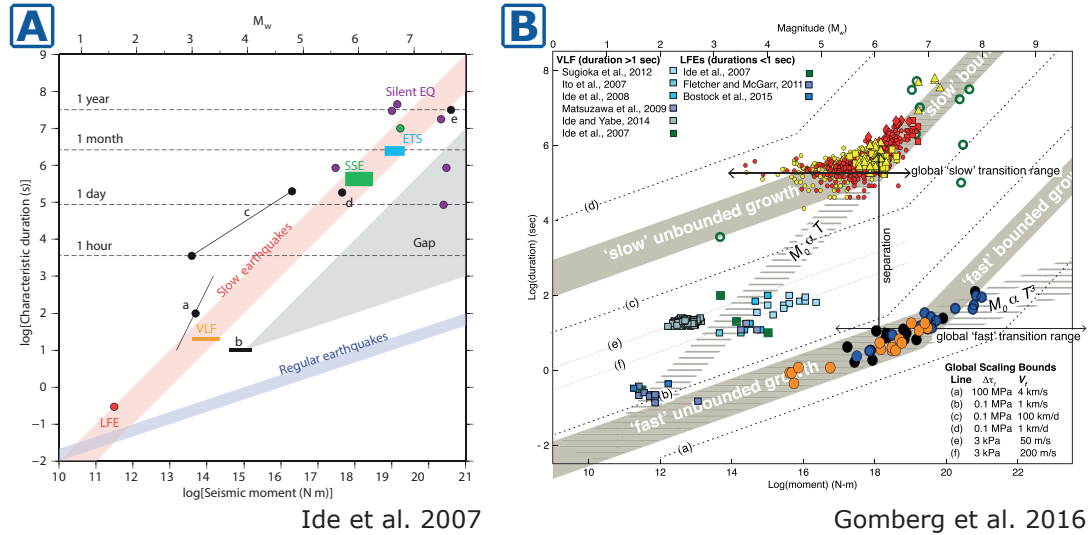 A
M_w
1 2 3 4 5 6 7
log[Characteristic duration (s)]
9
8
7
6
5
4
3
2
1
0
−1
−2
1 year
1 month
1 day
1 hour
Silent EQ
e
ETS
SSE
d
c
Gap
Slow earthquakes
a
VLF
b
Regular earthquakes
LFE
10 11 12 13 14 15 16 17 18 19 20 21
log[Seismic moment (N m)]
Ide et al. 2007
B
Magnitude (M_w)
0 1 2 3 4 5 6 7 8 9
VLF (duration >1 sec)
Sugioka et al., 2012
Ito et al., 2007
Ide et al., 2008
Matsuzawa et al., 2009
Ide and Yabe, 2014
Ide et al., 2007
LFEs (durations <1 sec)
Ide et al., 2007
Fletcher and McGarr, 2011
Bostock et al., 2015
Log(duration) (sec)
8
6
4
2
0
- 2
'slow' bou
global 'slow' transition range
(d)
'slow' unbounded growth
M₀ α T
separation
'fast' bounded grow
(c)
M₀ α T³
(e)
(f)
global 'fast' transition range
(b)
'fast' unbounded growth
(a)
Global Scaling Bounds
Line Δτ_r V_r
(a) 100 MPa 4 km/s
(b) 0.1 MPa 1 km/s
(c) 0.1 MPa 100 km/d
(d) 0.1 MPa 1 km/d
(e) 3 kPa 50 m/s
(f) 3 kPa 200 m/s
10 12 14 16 18 20 22
Log(moment) (N-m)
Gomberg et al. 2016